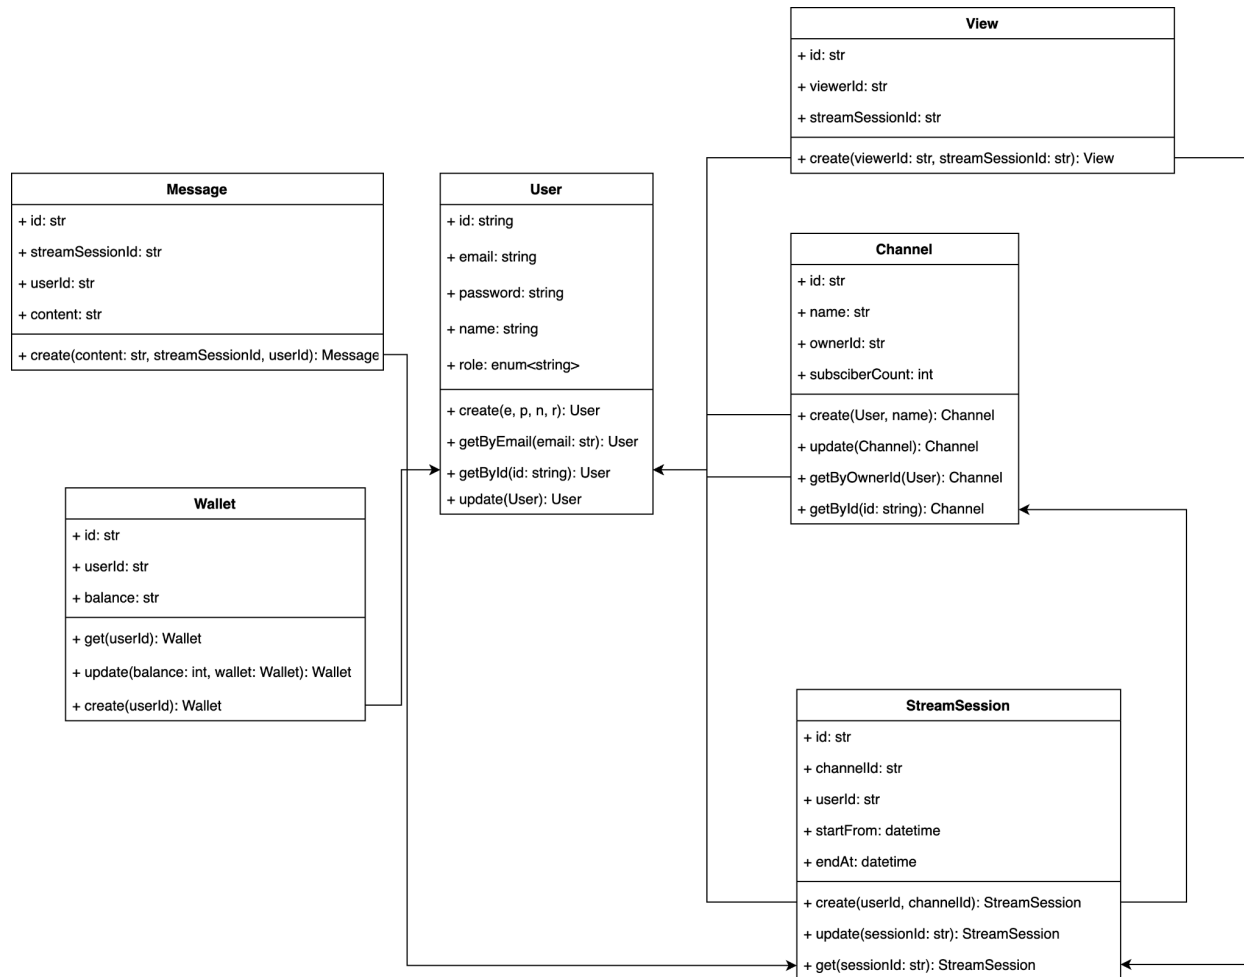 View
+ id: str
+ viewerId: str
+ streamSessionId: str
+ create(viewerId: str, streamSessionId: str): View
Message
+ id: str
+ streamSessionId: str
+ userId: str
+ content: str
+ create(content: str, streamSessionId, userId): Message
User
+ id: string
+ email: string
+ password: string
+ name: string
+ role: enum<string>
+ create(e, p, n, r): User
+ getByEmail(email: str): User
+ getById(id: string): User
+ update(User): User
Channel
+ id: str
+ name: str
+ ownerId: str
+ subsciberCount: int
+ create(User, name): Channel
+ update(Channel): Channel
+ getByOwnerId(User): Channel
+ getById(id: string): Channel
Wallet
+ id: str
+ userId: str
+ balance: str
+ get(userId): Wallet
+ update(balance: int, wallet: Wallet): Wallet
+ create(userId): Wallet
StreamSession
+ id: str
+ channelId: str
+ userId: str
+ startFrom: datetime
+ endAt: datetime
+ create(userId, channelId): StreamSession
+ update(sessionId: str): StreamSession
+ get(sessionId: str): StreamSession